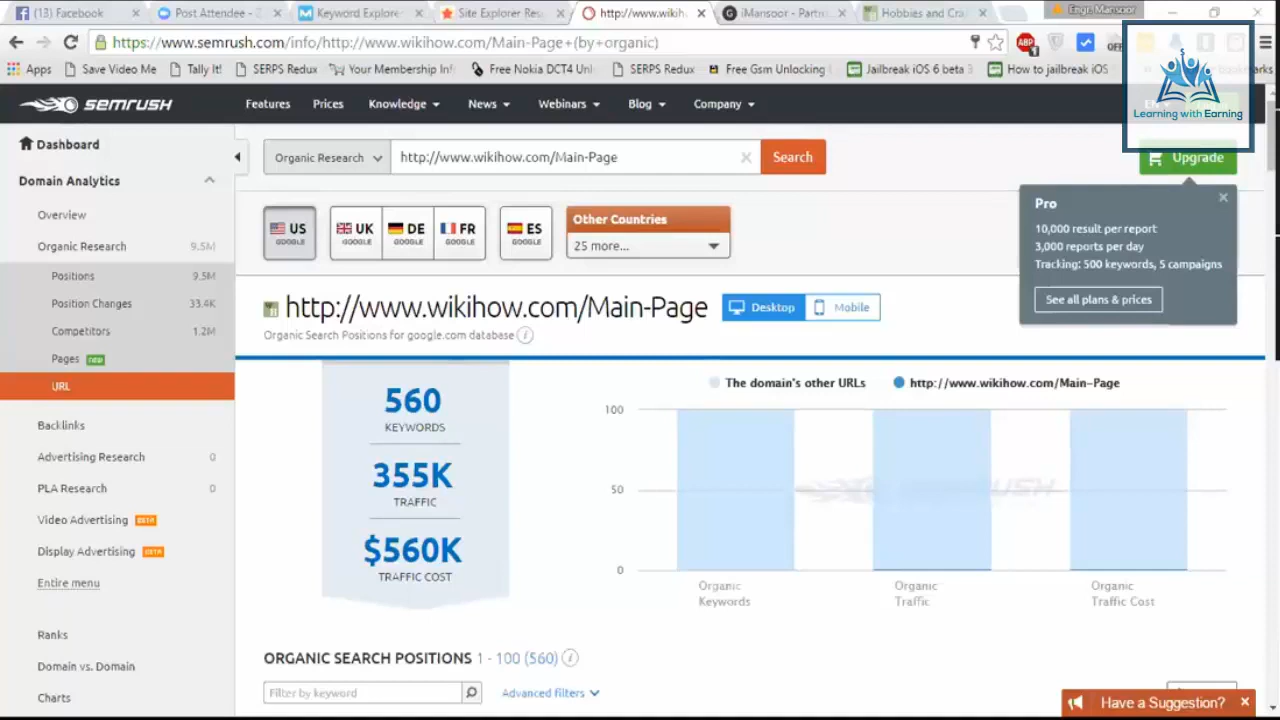 (13) Facebook
Post Attendee - Z
Keyword Explore
Site Explorer Re
http://www.wikih
iMansoor - Partn
Hobbies and Cra
Engr. Mansoor
https://www.semrush.com/info/http://www.wikihow.com/Main-Page+(by+organic)
ABP
Apps
Save Video Me
Tally It!
SERPS Redux
Your Membership Inf
Nokia DCT4 Unl
SERPS Redux
Free Gsm Unlocking
Jailbreak iOS 6 beta 3
How to jailbreak iOS
bookmarks
SEMRUSH
Features
Prices
Knowledge
News
Webinars
Blog
Company
EN
Learning with Earning
Dashboard
Domain Analytics
Overview
Organic Research 9.5M
Positions 9.5M
Position Changes 33.4K
Competitors 1.2M
Pages new
URL
Backlinks
Advertising Research 0
PLA Research 0
Video Advertising BETA
Display Advertising BETA
Entire menu
Ranks
Domain vs. Domain
Charts
Organic Research
http://www.wikihow.com/Main-Page
Search
Upgrade
US GOOGLE
UK GOOGLE
DE GOOGLE
FR GOOGLE
ES GOOGLE
Other Countries
25 more...
Pro
10,000 result per report
3,000 reports per day
Tracking: 500 keywords, 5 campaigns
See all plans & prices
http://www.wikihow.com/Main-Page
Desktop
Mobile
Organic Search Positions for google.com database
560
KEYWORDS
355K
TRAFFIC
$560K
TRAFFIC COST
The domain's other URLs
http://www.wikihow.com/Main-Page
100
50
0
SEMRUSH
Organic
Keywords
Organic
Traffic
Organic
Traffic Cost
ORGANIC SEARCH POSITIONS 1 - 100 (560)
Filter by keyword
Advanced filters
Have a Suggestion?